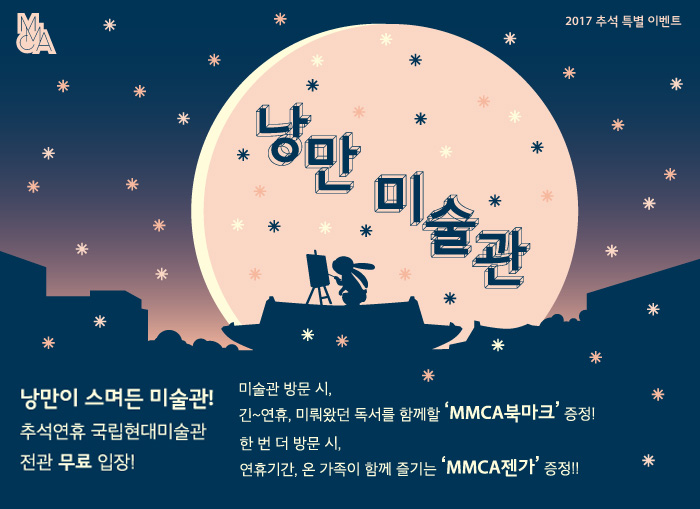 MMCA
2017 추석 특별 이벤트
낭만
미술관
낭만이 스며든 미술관!
추석연휴 국립현대미술관
전관 무료 입장!
미술관 방문 시,
긴~연휴, 미뤄왔던 독서를 함께할 ‘MMCA북마크’ 증정!
한 번 더 방문 시,
연휴기간, 온 가족이 함께 즐기는 ‘MMCA젠가’ 증정!!